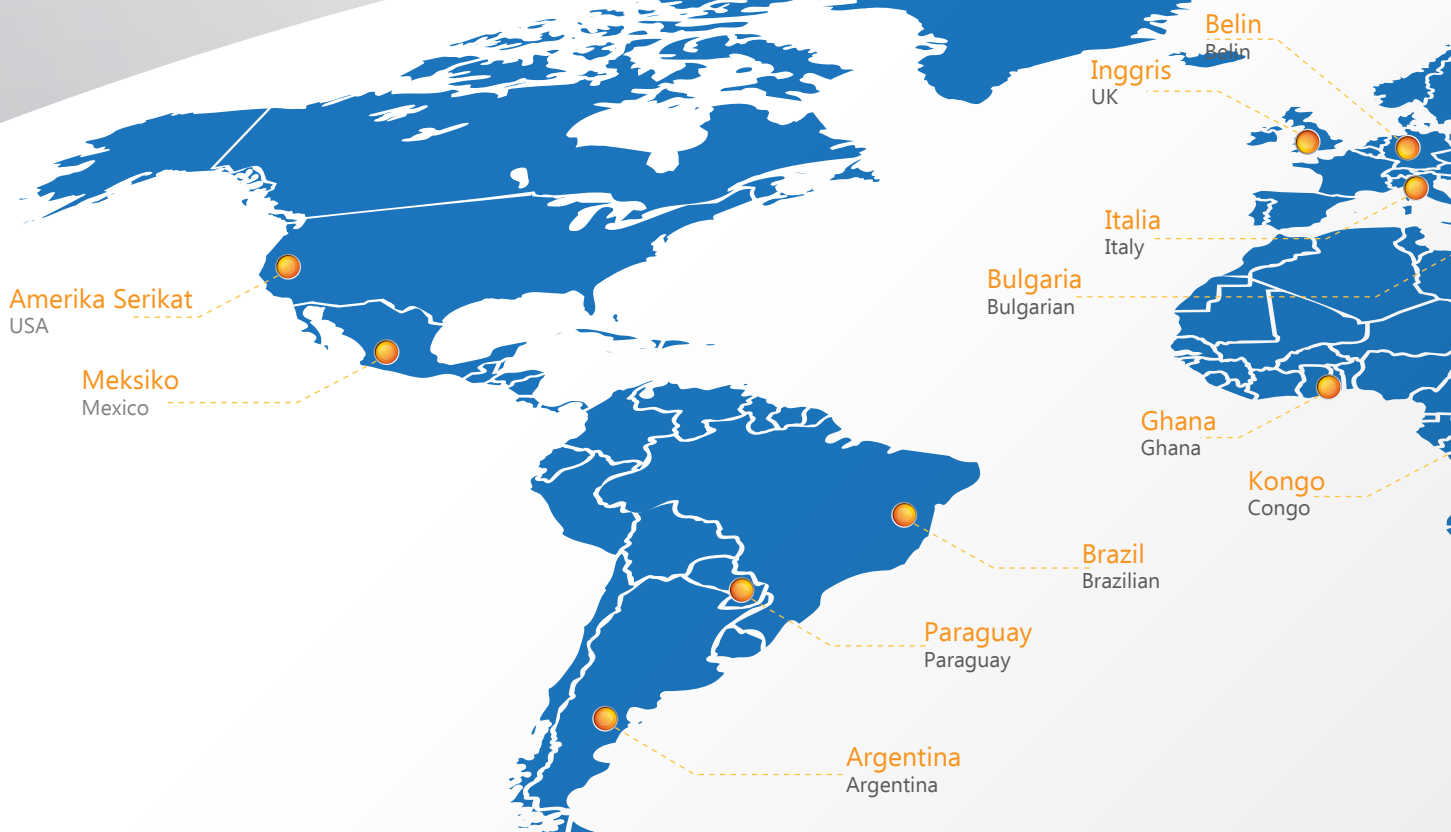 Belin
Belin
Inggris
UK
Italia
Italy
Bulgaria
Bulgarian
Amerika Serikat
USA
Meksiko
Mexico
Ghana
Ghana
Kongo
Congo
Brazil
Brazilian
Paraguay
Paraguay
Argentina
Argentina